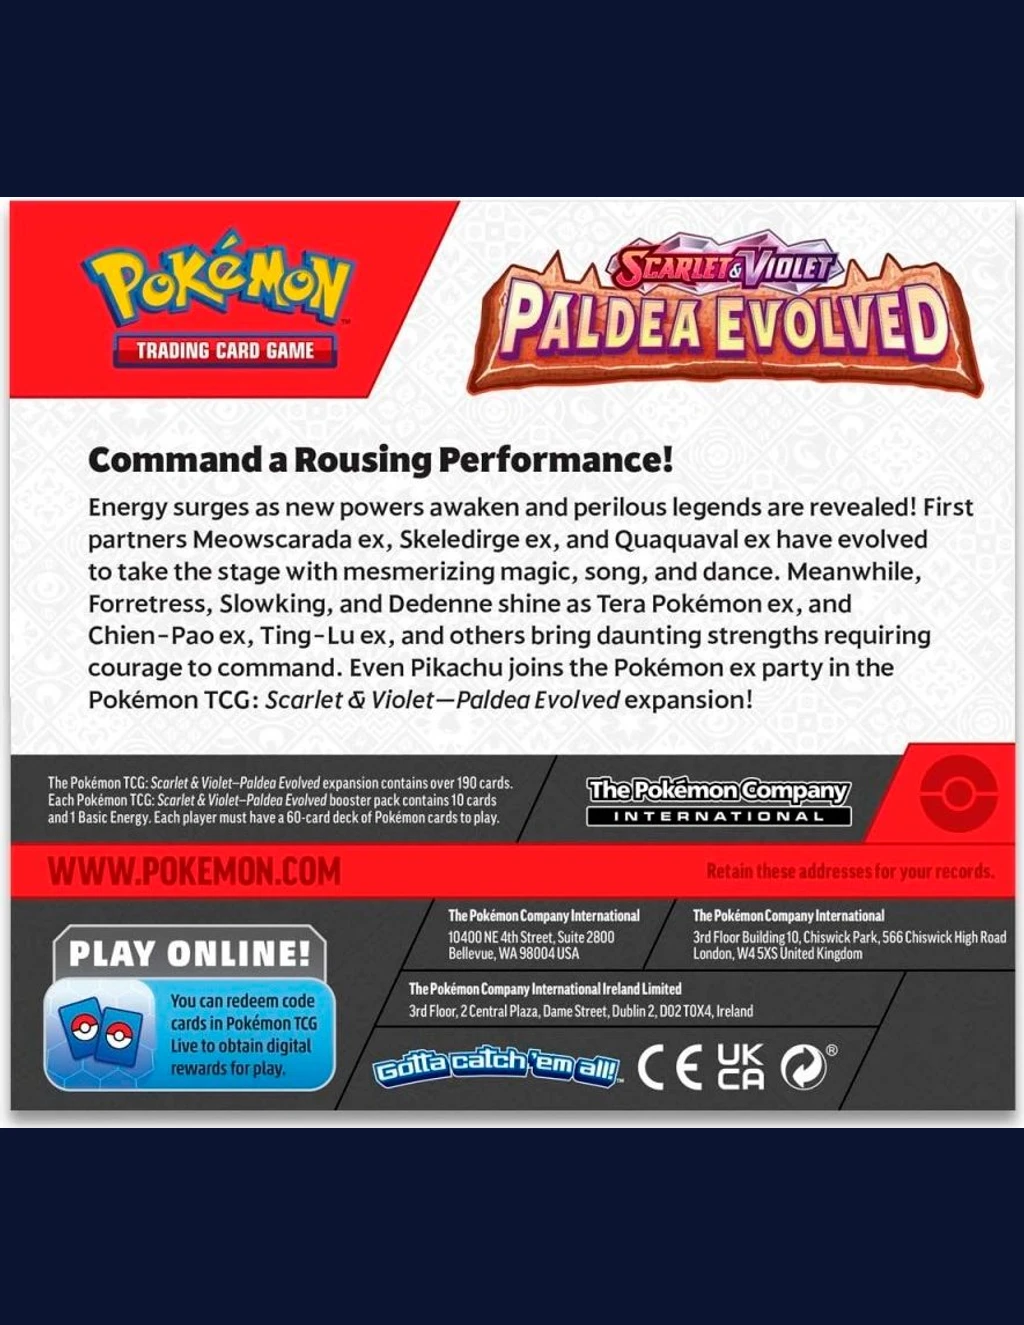 POKéMON
TRADING CARD GAME
SCARLET & VIOLET
PALDEA EVOLVED
Command a Rousing Performance!
Energy surges as new powers awaken and perilous legends are revealed! First
partners Meowscarada ex, Skeledirge ex, and Quaquaval ex have evolved
to take the stage with mesmerizing magic, song, and dance. Meanwhile,
Forretress, Slowking, and Dedenne shine as Tera Pokémon ex, and
Chien-Pao ex, Ting-Lu ex, and others bring daunting strengths requiring
courage to command. Even Pikachu joins the Pokémon ex party in the
Pokémon TCG: Scarlet & Violet—Paldea Evolved expansion!
The Pokémon TCG: Scarlet & Violet—Paldea Evolved expansion contains over 190 cards.
Each Pokémon TCG: Scarlet & Violet—Paldea Evolved booster pack contains 10 cards
and 1 Basic Energy. Each player must have a 60-card deck of Pokémon cards to play.
The Pokémon Company
INTERNATIONAL
WWW.POKEMON.COM
Retain these addresses for your records.
PLAY ONLINE!
You can redeem code
cards in Pokémon TCG
Live to obtain digital
rewards for play.
The Pokémon Company International
10400 NE 4th Street, Suite 2800
Bellevue, WA 98004 USA
The Pokémon Company International
3rd Floor Building 10, Chiswick Park, 566 Chiswick High Road
London, W4 5XS United Kingdom
The Pokémon Company International Ireland Limited
3rd Floor, 2 Central Plaza, Dame Street, Dublin 2, D02 T0X4, Ireland
Gotta catch 'em all!™
CE
UK
CA
®